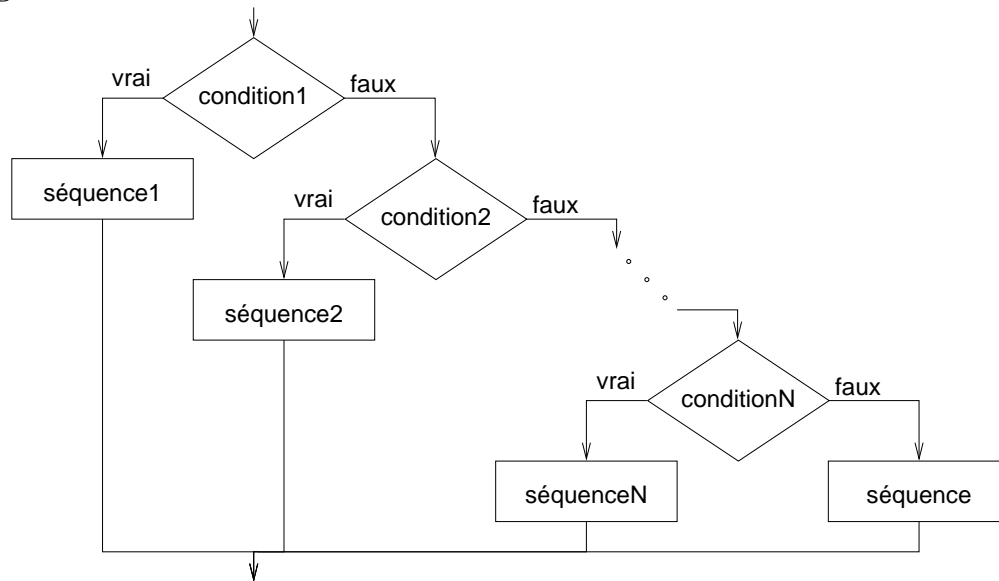 vrai
faux
condition1
séquence1
vrai
faux
condition2
séquence2
vrai
faux
conditionN
séquenceN
séquence